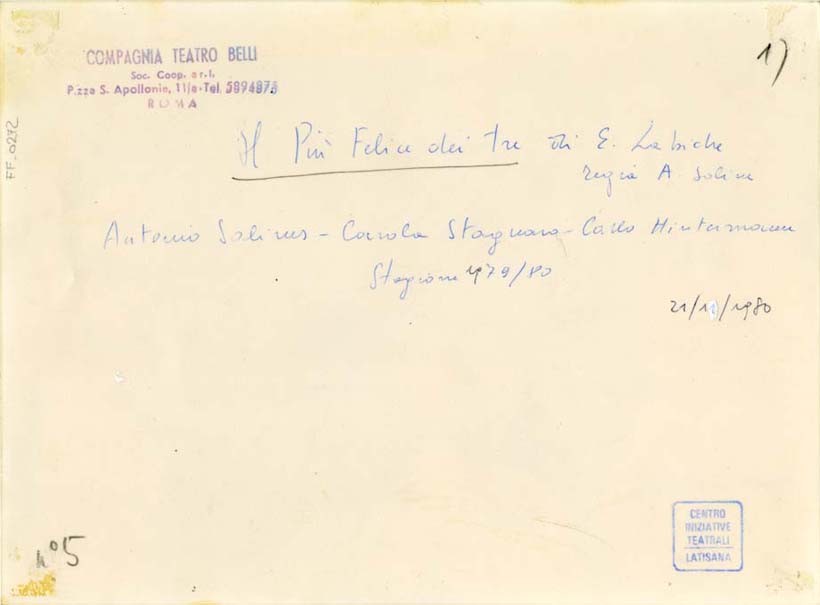 COMPAGNIA TEATRO BELLI
Soc. Coop. a r.l.
P.zza S. Apollonia, 11/a - Tel. 5894875
ROMA
1)
FF_0272
Il Più Felice dei tre di E. Labiche
regia A. Salines
Antonio Salines - Carola Stagnaro - Carlo Hintermann
Stagione 1979/80
21/11/1980
n° 5
CENTRO
INIZIATIVE
TEATRALI
LATISANA